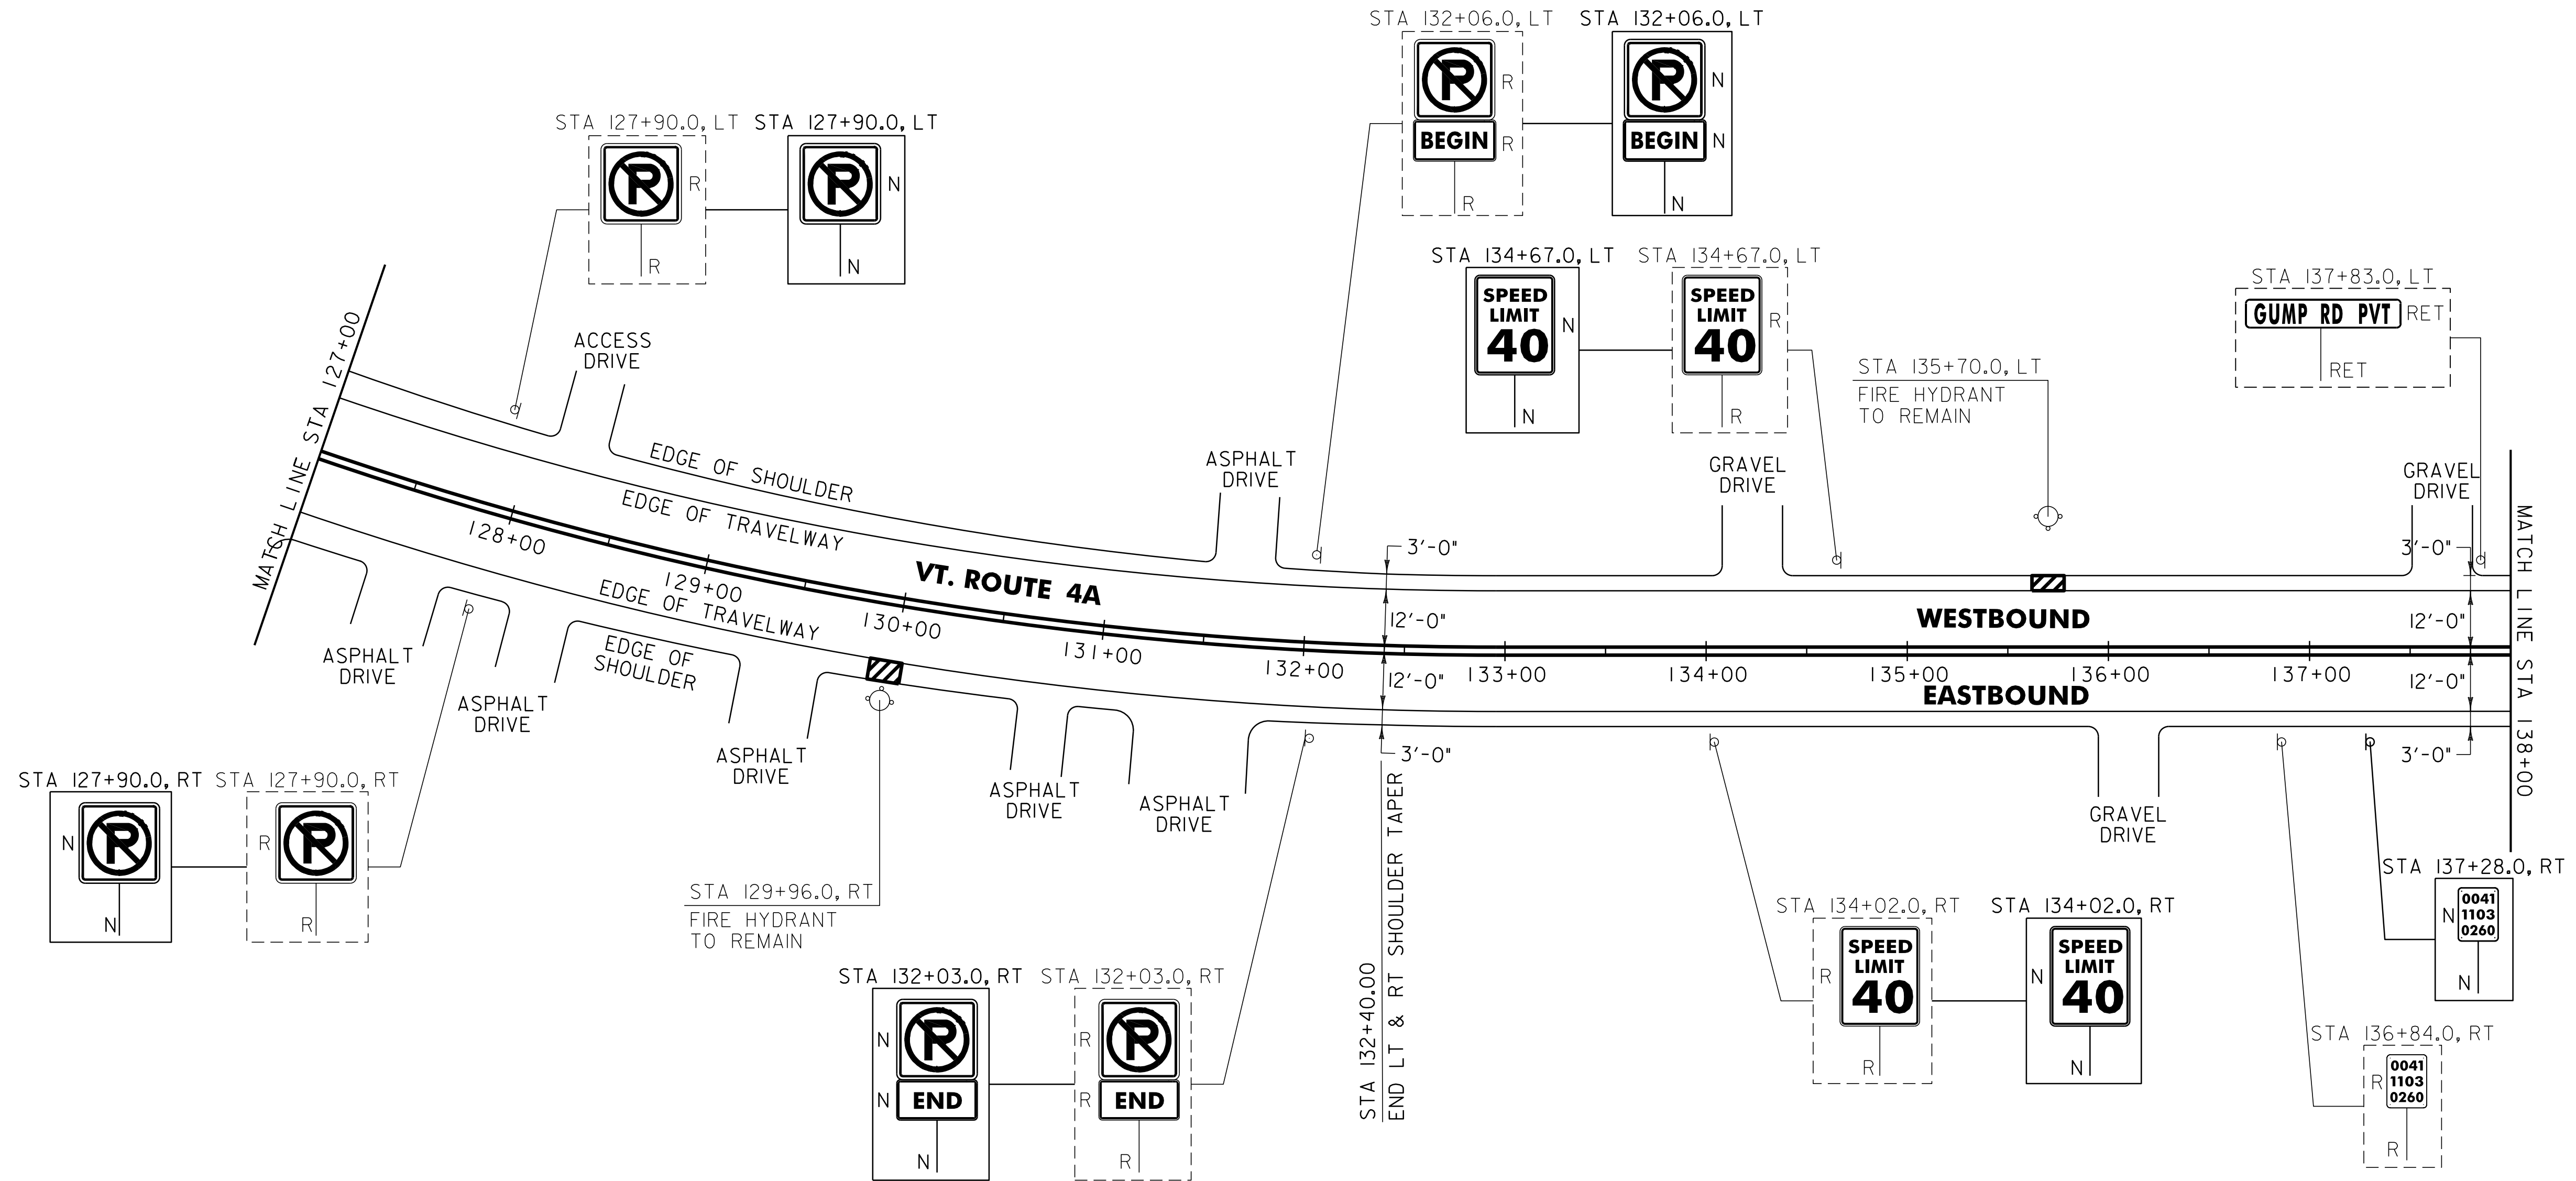 STA 132+06.0, LT
STA 132+06.0, LT
R
BEGIN
R
R
N
BEGIN
N
N
STA 127+90.0, LT
STA 127+90.0, LT
R
R
N
N
STA 134+67.0, LT
STA 134+67.0, LT
SPEED
LIMIT
40
N
N
SPEED
LIMIT
40
R
R
STA 137+83.0, LT
GUMP RD PVT
RET
RET
STA 135+70.0, LT
FIRE HYDRANT
TO REMAIN
MATCH LINE STA 127+00
ACCESS
DRIVE
EDGE OF SHOULDER
EDGE OF TRAVELWAY
ASPHALT
DRIVE
GRAVEL
DRIVE
GRAVEL
DRIVE
MATCH LINE STA 138+00
3'-0"
12'-0"
12'-0"
3'-0"
3'-0"
12'-0"
12'-0"
3'-0"
VT. ROUTE 4A
WESTBOUND
EASTBOUND
128+00
129+00
130+00
131+00
132+00
133+00
134+00
135+00
136+00
137+00
EDGE OF TRAVELWAY
EDGE OF
SHOULDER
ASPHALT
DRIVE
ASPHALT
DRIVE
ASPHALT
DRIVE
ASPHALT
DRIVE
ASPHALT
DRIVE
GRAVEL
DRIVE
STA 127+90.0, RT
STA 127+90.0, RT
N
N
R
R
STA 129+96.0, RT
FIRE HYDRANT
TO REMAIN
STA 132+40.00
END LT & RT SHOULDER TAPER
STA 132+03.0, RT
STA 132+03.0, RT
N
N
END
N
R
R
END
R
STA 134+02.0, RT
STA 134+02.0, RT
R
SPEED
LIMIT
40
R
N
SPEED
LIMIT
40
N
STA 137+28.0, RT
N
0041
1103
0260
N
STA 136+84.0, RT
R
0041
1103
0260
R